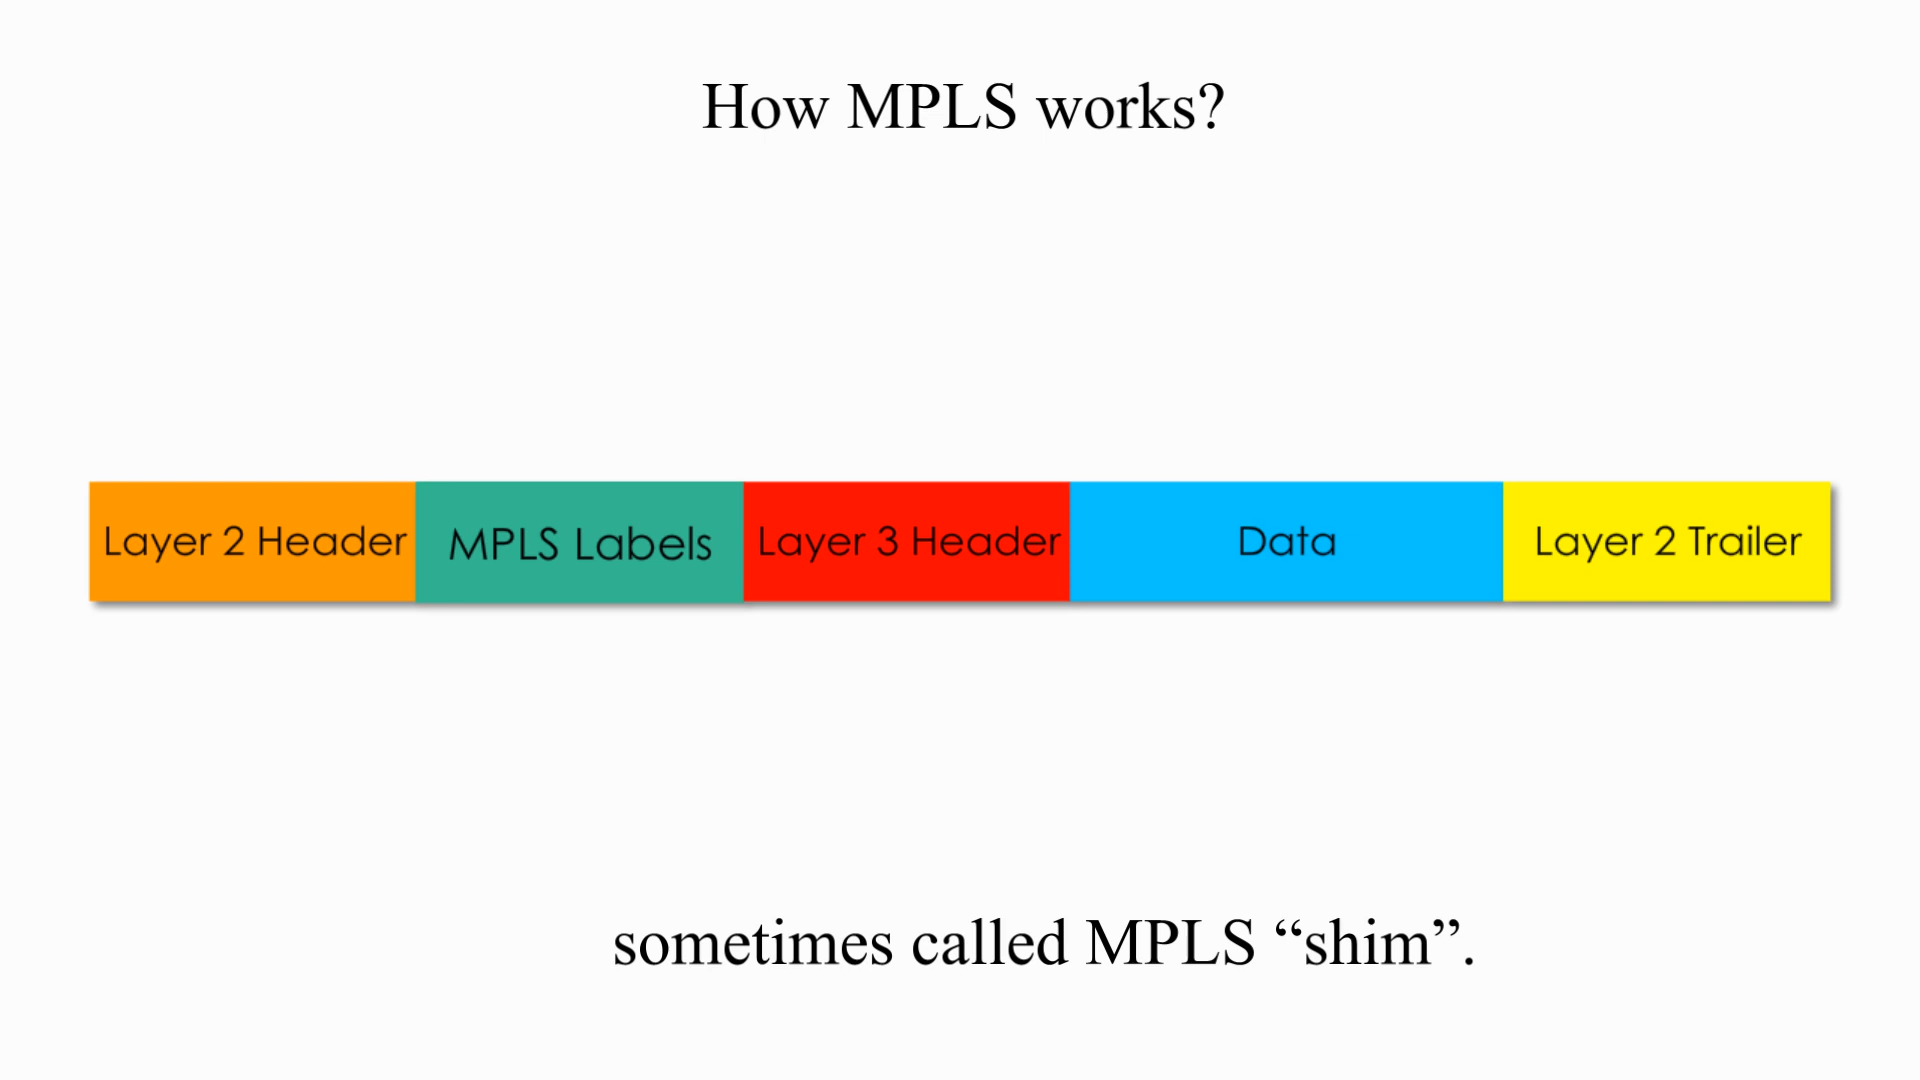 How MPLS works?
Layer 2 Header MPLS Labels Layer 3 Header Data Layer 2 Trailer
sometimes called MPLS “shim”.